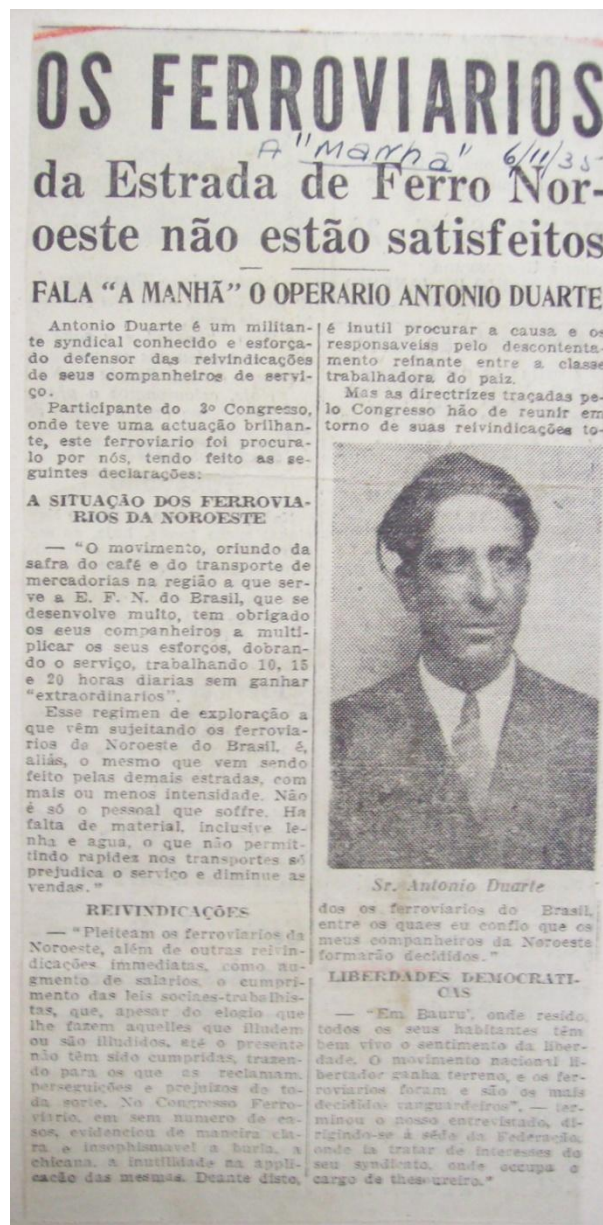 OS FERROVIARIOS
A "Manha" 6/11/35
da Estrada de Ferro Nor-
oeste não estão satisfeitos
FALA "A MANHÃ" O OPERARIO ANTONIO DUARTE
Antonio Duarte é um militan-
te syndical conhecido e esforça-
do defensor das reivindicações
de seus companheiros de servi-
ço.
Participante do 3º Congresso,
onde teve uma actuação brilhan-
te, este ferroviario foi procura-
lo por nós, tendo feito as se-
guintes declarações:
A SITUAÇÃO DOS FERROVIA-
RIOS DA NOROESTE
— "O movimento, oriundo da
safra do café e do transporte de
mercadorias na região a que ser-
ve a E. F. N. do Brasil, que se
desenvolve muito, tem obrigado
os seus companheiros a multi-
plicar os seus esforços, dobran-
do o serviço, trabalhando 10, 15
e 20 horas diarias sem ganhar
"extraordinarios".
Esse regimen de exploração a
que vêm sujeitando os ferrovia-
rios da Noroeste do Brasil, é,
aliás, o mesmo que vem sendo
feito pelas demais estradas, com
mais ou menos intensidade. Não
é só o pessoal que soffre. Ha
falta de material, inclusive le-
nha e agua, o que não permit-
tindo rapidez nos transportes só
prejudica o serviço e diminue as
vendas."
REIVINDICAÇÕES
— "Pleiteam os ferroviarios da
Noroeste, além de outras reivin-
dicações immediatas, como au-
gmento de salarios, o cumpri-
mento das leis sociaes-trabalhis-
tas, que, apesar do elogio que
lhe fazem aquelles que illudem
ou são illudidos, até o presente
não têm sido cumpridas, trazen-
do para os que as reclamam,
perseguições e prejuizos de to-
da sorte. No Congresso Ferro-
viario, em sem numero de ca-
sos, evidenciou de maneira cla-
ra e insophismavel a burla, a
chicana, a inutilidade na appli-
cação das mesmas. Deante disto,
é inutil procurar a causa e os
responsaveiss pelo descontenta-
mento reinante entre a classe
trabalhadora do paiz.
Mas as directrizes traçadas pe-
lo Congresso hão de reunir em
torno de suas reivindicações to-
Sr. Antonio Duarte
dos os ferroviarios do Brasil,
entre os quaes eu confio que os
meus companheiros da Noroeste
formarão decididos."
LIBERDADES DEMOCRATI-
CAS
— "Em Bauru', onde resido,
todos os seus habitantes têm
bem vivo o sentimento da liber-
dade. O movimento nacional li-
bertador ganha terreno, e os fer-
roviarios foram e são os mais
decididos vanguardeiros", — ter-
minou o nosso entrevistado, di-
rigindo-se á séde da Federação,
onde ia tratar de interesses do
seu syndicato, onde occupa o
cargo de thesoureiro."